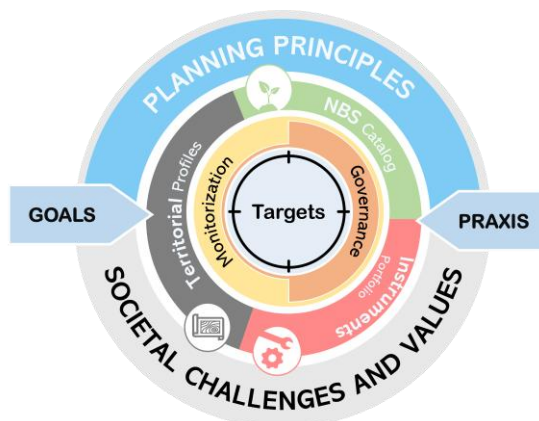 PLANNING PRINCIPLES
NBS Catalog
Territorial Profiles
Monitorization
Governance
Targets
GOALS
PRAXIS
Instruments
Portfolio
SOCIETAL CHALLENGES AND VALUES